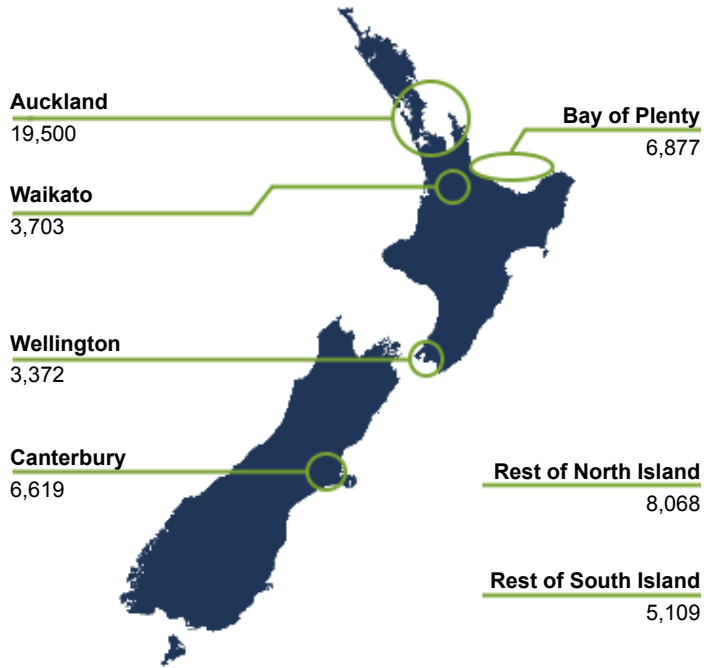 Auckland
19,500
Bay of Plenty
6,877
Waikato
3,703
Wellington
3,372
Canterbury
6,619
Rest of North Island
8,068
Rest of South Island
5,109